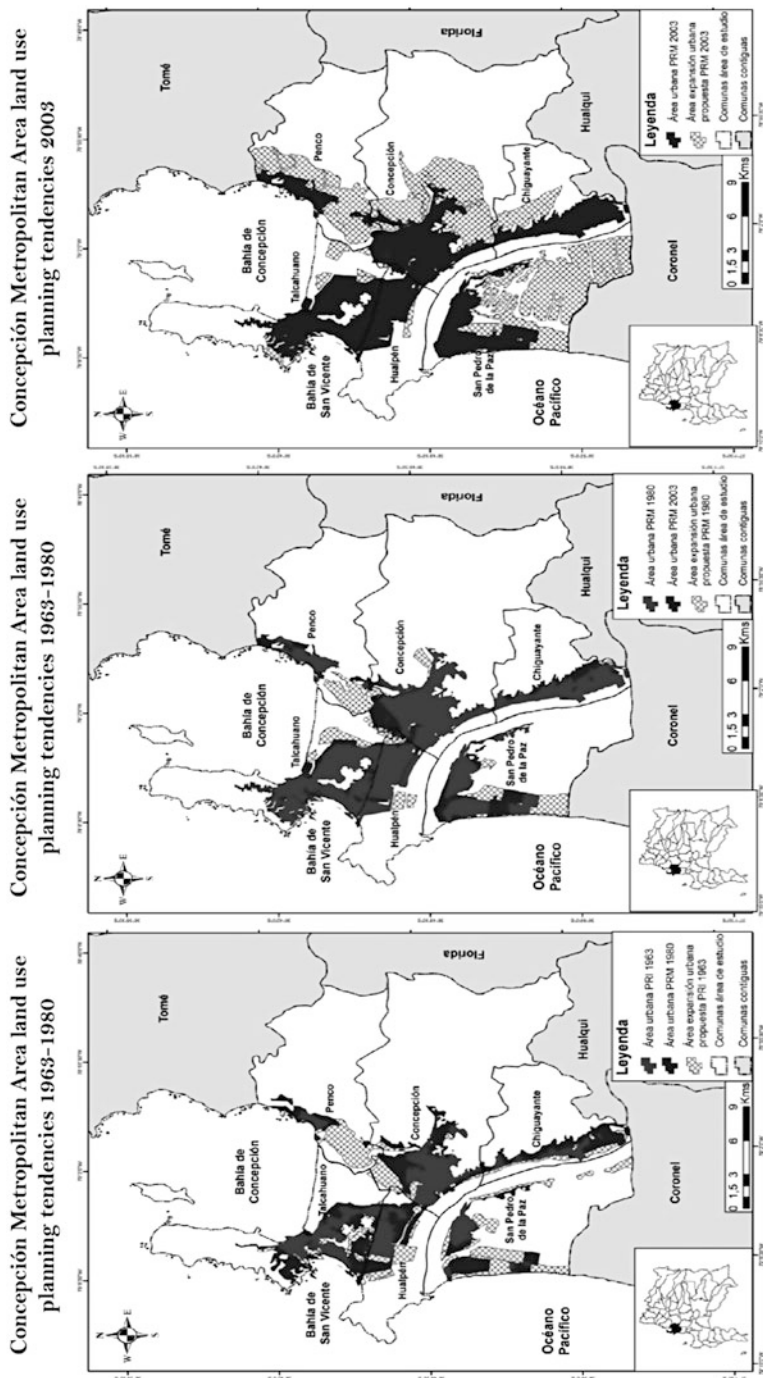 Concepción Metropolitan Area land use
planning tendencies 1963–1980
N
W
E
S
Tomé
Bahía de
Concepción
Penco
Talcahuano
Bahía de
San Vicente
Concepción
Florida
Hualpén
Chiguayante
San Pedro
de la Paz
Océano
Pacífico
Hualqui
Coronel
Leyenda
Área urbana PRI 1963
Área urbana PRM 1980
Área expansión urbana
propuesta PRI 1963
Comunas área de estudio
Comunas contiguas
0 1,5 3 6 9
Kms
Concepción Metropolitan Area land use
planning tendencies 1963–1980
N
W
E
S
Tomé
Bahía de
Concepción
Penco
Talcahuano
Bahía de
San Vicente
Concepción
Florida
Hualpén
Chiguayante
San Pedro
de la Paz
Océano
Pacífico
Hualqui
Coronel
Leyenda
Área urbana PRM 1980
Área urbana PRM 2003
Área expansión urbana
propuesta PRM 1980
Comunas área de estudio
Comunas contiguas
0 1,5 3 6 9
Kms
Concepción Metropolitan Area land use
planning tendencies 2003
N
W
E
S
Tomé
Bahía de
Concepción
Penco
Talcahuano
Bahía de
San Vicente
Concepción
Florida
Hualpén
Chiguayante
San Pedro
de la Paz
Océano
Pacífico
Hualqui
Coronel
Leyenda
Área urbana PRM 2003
Área expansión urbana
propuesta PRM 2003
Comunas área de estudio
Comunas contiguas
0 1,5 3 6 9
Kms